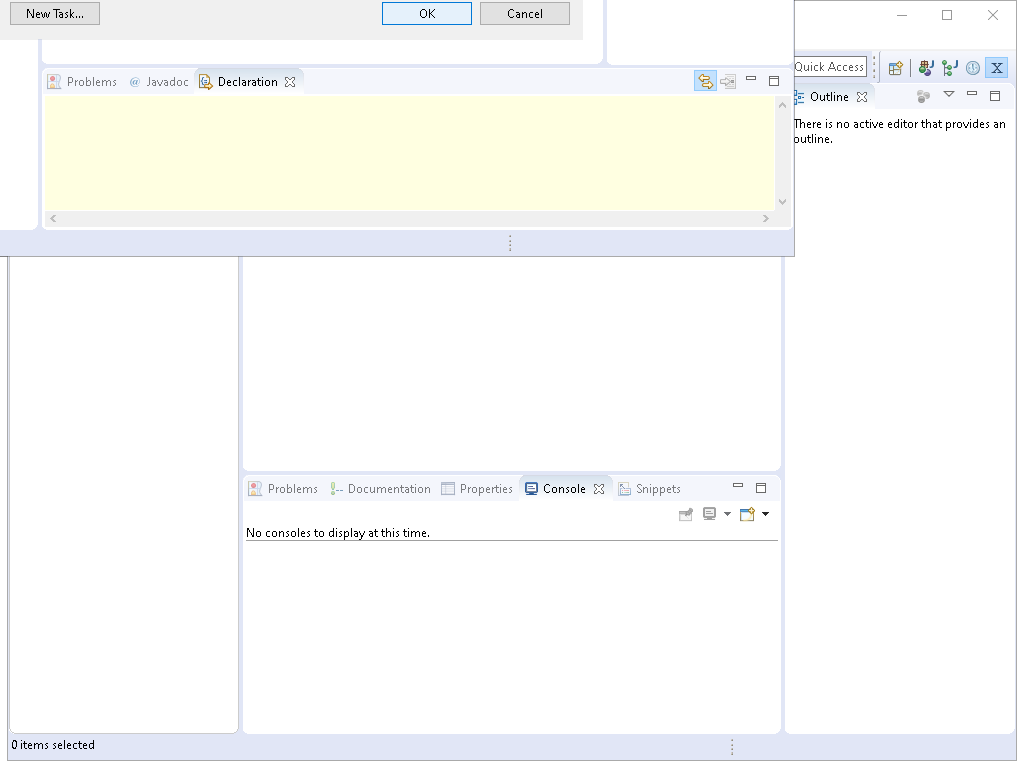 New Task... OK Cancel
Quick Access
X
Problems @ Javadoc Declaration
Outline
There is no active editor that provides an
outline.
Problems Documentation Properties Console Snippets
No consoles to display at this time.
0 items selected